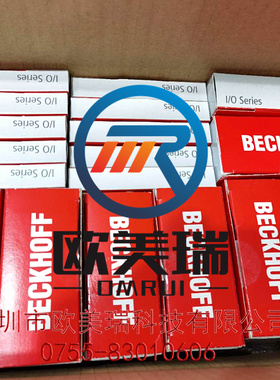 I/O Series
I/O Series
I/O Series
I/O Series
I/O Series
I/O Series
I/O Series
I/O Series
BECKHOFF
BECKHOFF
BECKHOFF
BECKHOFF
BECKHOFF
欧美瑞
OMRUI
圳市欧美瑞科技有限公司
0755-83010606